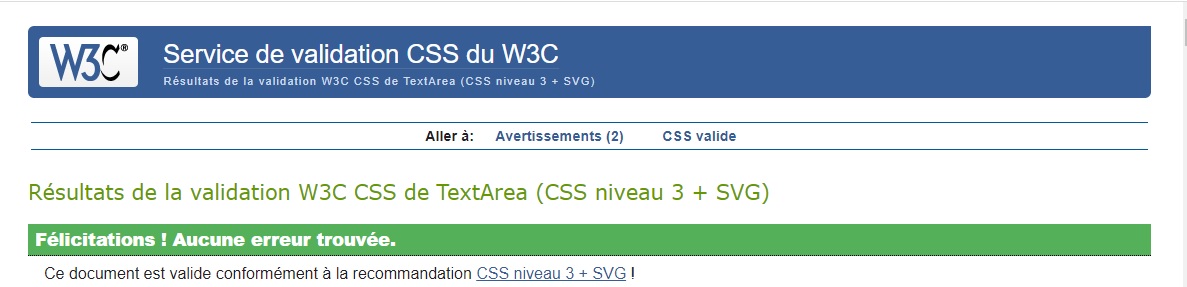 W3C®
Service de validation CSS du W3C
Résultats de la validation W3C CSS de TextArea (CSS niveau 3 + SVG)
Aller à: Avertissements (2) CSS valide
Résultats de la validation W3C CSS de TextArea (CSS niveau 3 + SVG)
Félicitations ! Aucune erreur trouvée.
Ce document est valide conformément à la recommandation CSS niveau 3 + SVG !